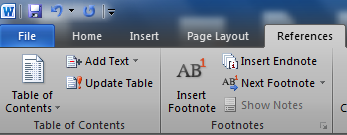 File Home Insert Page Layout References
Add Text
Update Table
Table of
Contents
Table of Contents
AB1
Insert
Footnote
Insert Endnote
Next Footnote
Show Notes
Footnotes